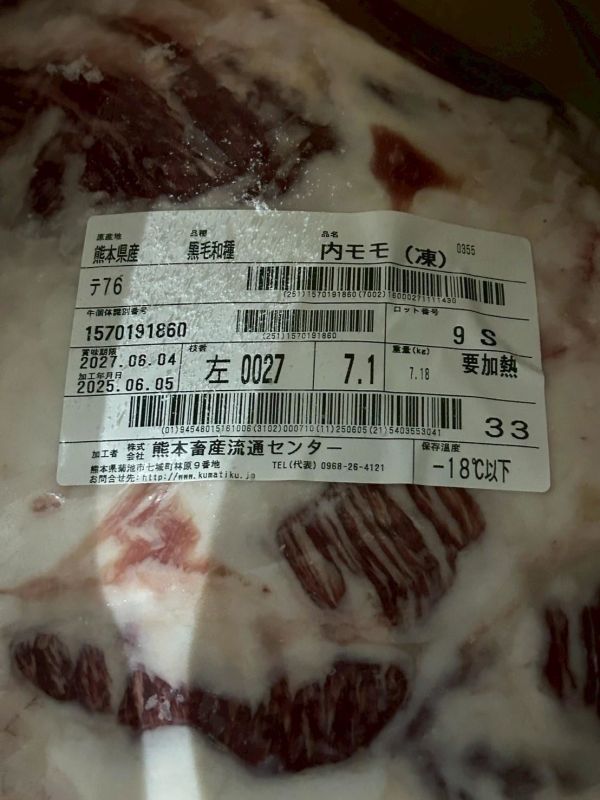 原産地 品種 品名
熊本県産 黒毛和種 内モモ (凍) 0355
テ76
(251)1570191860(7002)16000271111430
牛個体識別番号 ロット番号
1570191860 (251)1570191860 9 S
賞味期限 枝番 重量(kg)
2027.06.04 左 0027 7.1 7.18 要加熱
加工年月日
2025.06.05
(01)94548015161006(3102)000710(11)250605(21)5403553041 33
加工者 株式会社 熊本畜産流通センター 保存温度
熊本県菊池市七城町林原9番地 TEL(代表) 0968-26-4121 -18℃以下
お問合せ先:http://www.kumatiku.jp